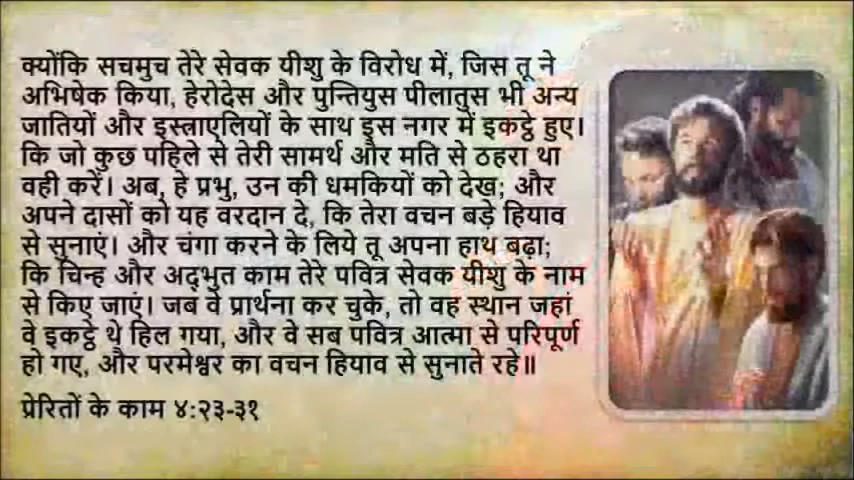 क्योंकि सचमुच तेरे सेवक यीशु के विरोध में, जिस तू ने
अभिषेक किया, हेरोदेस और पुन्तियुस पीलातुस भी अन्य
जातियों और इस्त्राएलियों के साथ इस नगर में इकट्ठे हुए।
कि जो कुछ पहिले से तेरी सामर्थ और मति से ठहरा था
वही करें। अब, हे प्रभु, उन की धमकियों को देख; और
अपने दासों को यह वरदान दे, कि तेरा वचन बड़े हियाव
से सुनाएं। और चंगा करने के लिये तू अपना हाथ बढ़ा;
कि चिन्ह और अद्भुत काम तेरे पवित्र सेवक यीशु के नाम
से किए जाएं। जब वे प्रार्थना कर चुके, तो वह स्थान जहां
वे इकट्ठे थे हिल गया, और वे सब पवित्र आत्मा से परिपूर्ण
हो गए, और परमेश्वर का वचन हियाव से सुनाते रहे॥
प्रेरितों के काम ४:२३-३१